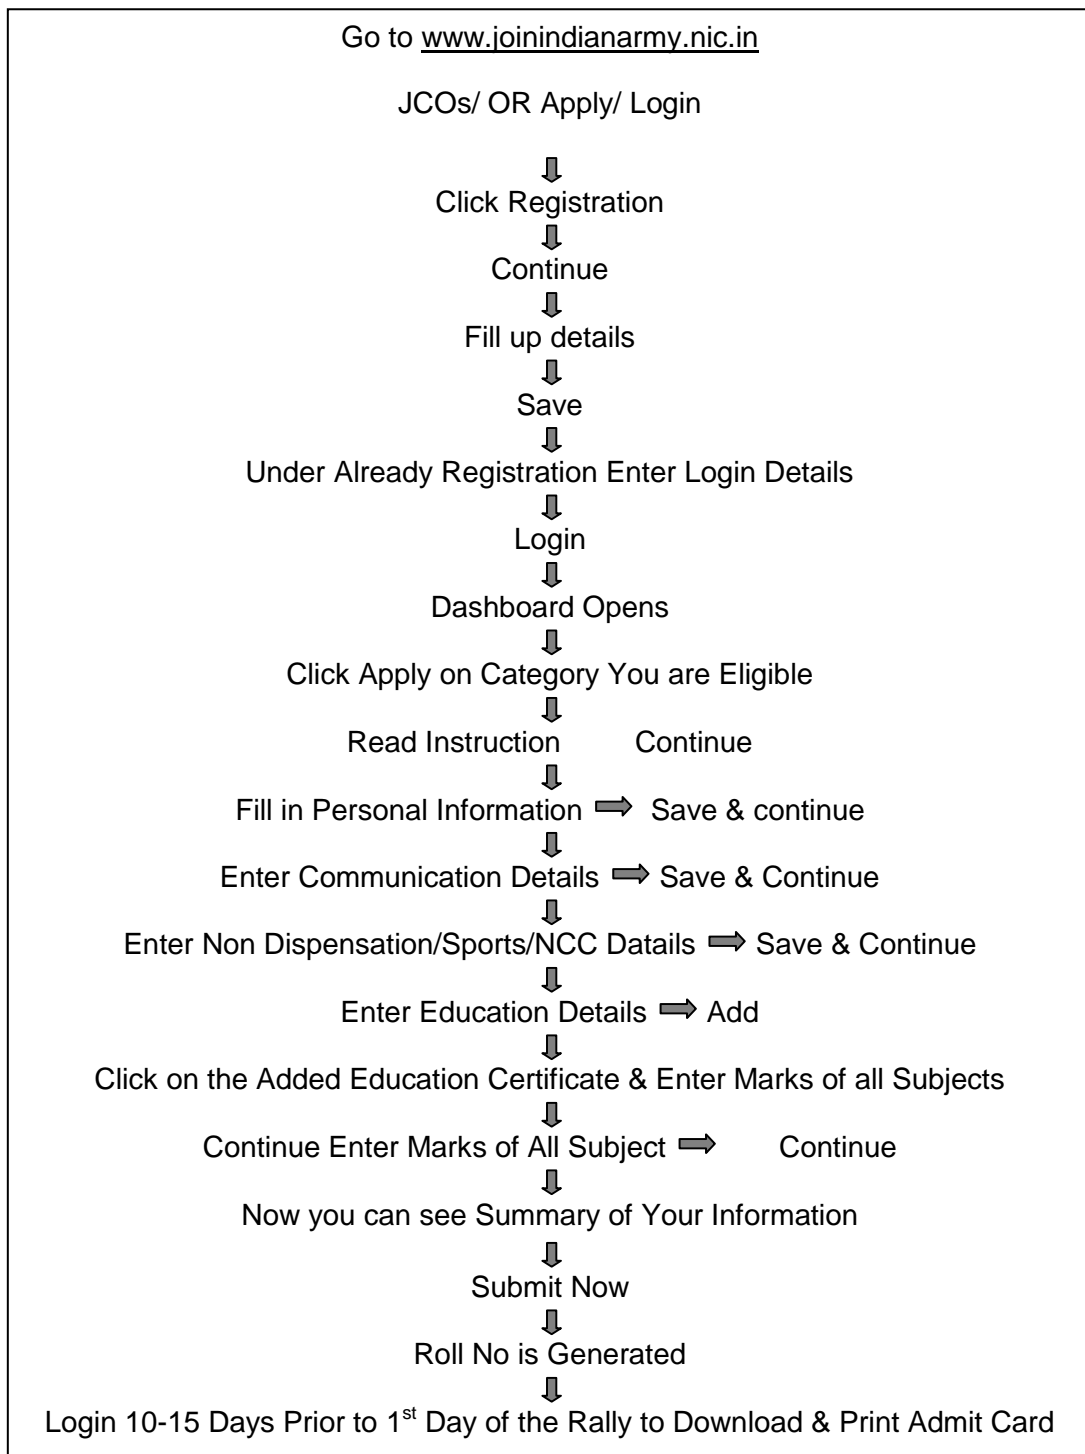 Go to www.joinindianarmy.nic.in
JCOs/ OR Apply/ Login
Click Registration
Continue
Fill up details
Save
Under Already Registration Enter Login Details
Login
Dashboard Opens
Click Apply on Category You are Eligible
Read Instruction Continue
Fill in Personal Information Save & continue
Enter Communication Details Save & Continue
Enter Non Dispensation/Sports/NCC Datails Save & Continue
Enter Education Details Add
Click on the Added Education Certificate & Enter Marks of all Subjects
Continue Enter Marks of All Subject Continue
Now you can see Summary of Your Information
Submit Now
Roll No is Generated
Login 10-15 Days Prior to 1st Day of the Rally to Download & Print Admit Card